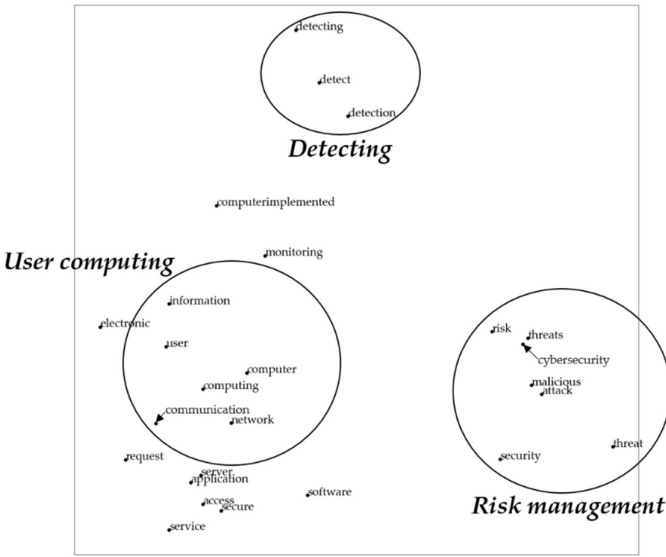 detecting
detect
detection
Detecting
computerimplemented
monitoring
User computing
information
electronic
user
computer
computing
communication
network
request
server
application
access
secure
service
software
risk
threats
cybersecurity
malicious
attack
threat
security
Risk management